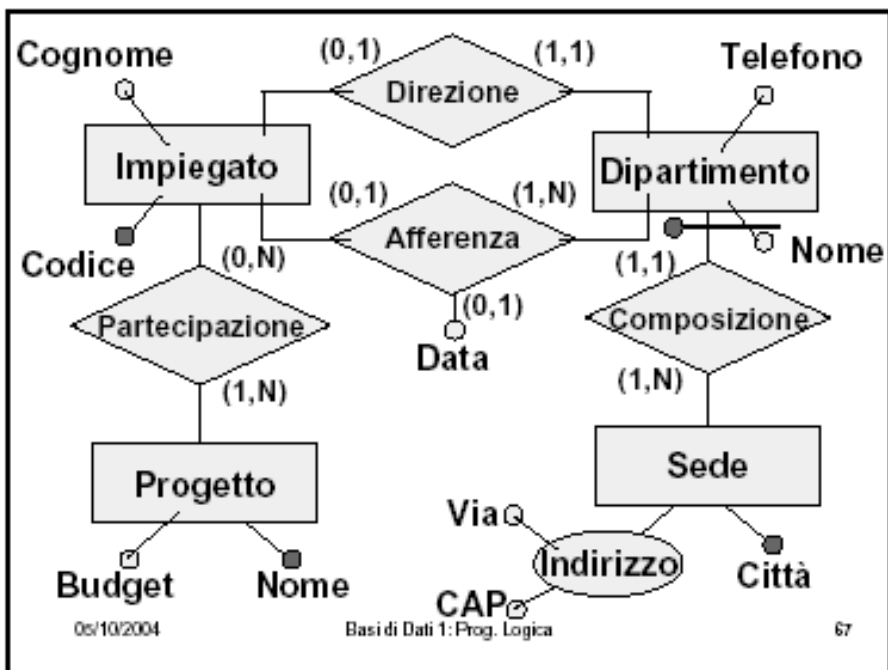 Cognome
(0,1)
(1,1)
Telefono
Direzione
Impiegato
Dipartimento
(0,1)
(1,N)
Afferenza
Codice
(0,N)
(1,1)
Nome
Partecipazione
(0,1)
Composizione
Data
(1,N)
(1,N)
Progetto
Sede
Via
Indirizzo
Budget
Nome
CAP
Città
05/10/2004
Basi di Dati 1: Prog. Logica
67